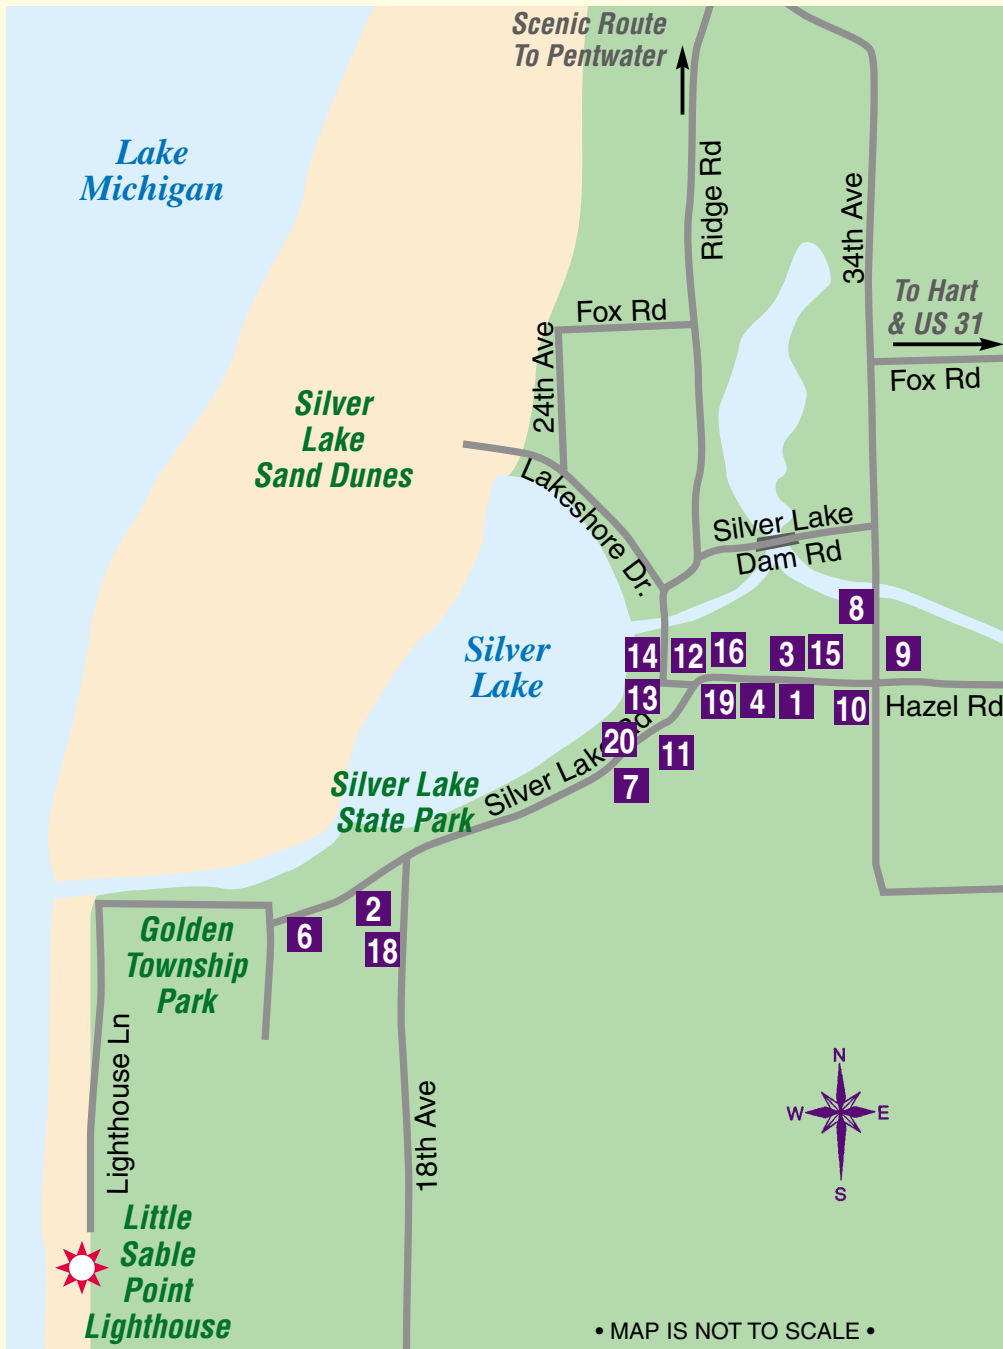 Scenic Route
To Pentwater
Lake
Michigan
Ridge Rd
34th Ave
To Hart
& US 31
Fox Rd
Fox Rd
24th Ave
Silver
Lake
Sand Dunes
Lakeshore Dr.
Silver Lake
Dam Rd
8
Silver
Lake
14
12
16
3
15
9
13
19
4
1
10
Hazel Rd
20
11
Silver Lake Rd
7
Silver Lake
State Park
2
6
18
Golden
Township
Park
Lighthouse Ln
18th Ave
N
W
E
S
Little
Sable
Point
Lighthouse
• MAP IS NOT TO SCALE •